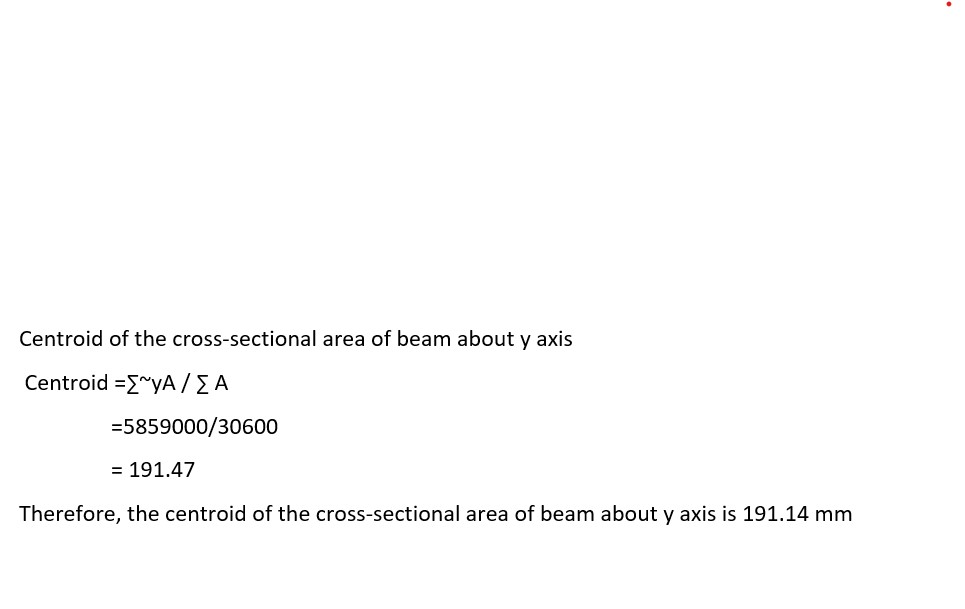 Centroid of the cross-sectional area of beam about y axis
Centroid =∑~yA / ∑ A
=5859000/30600
= 191.47
Therefore, the centroid of the cross-sectional area of beam about y axis is 191.14 mm